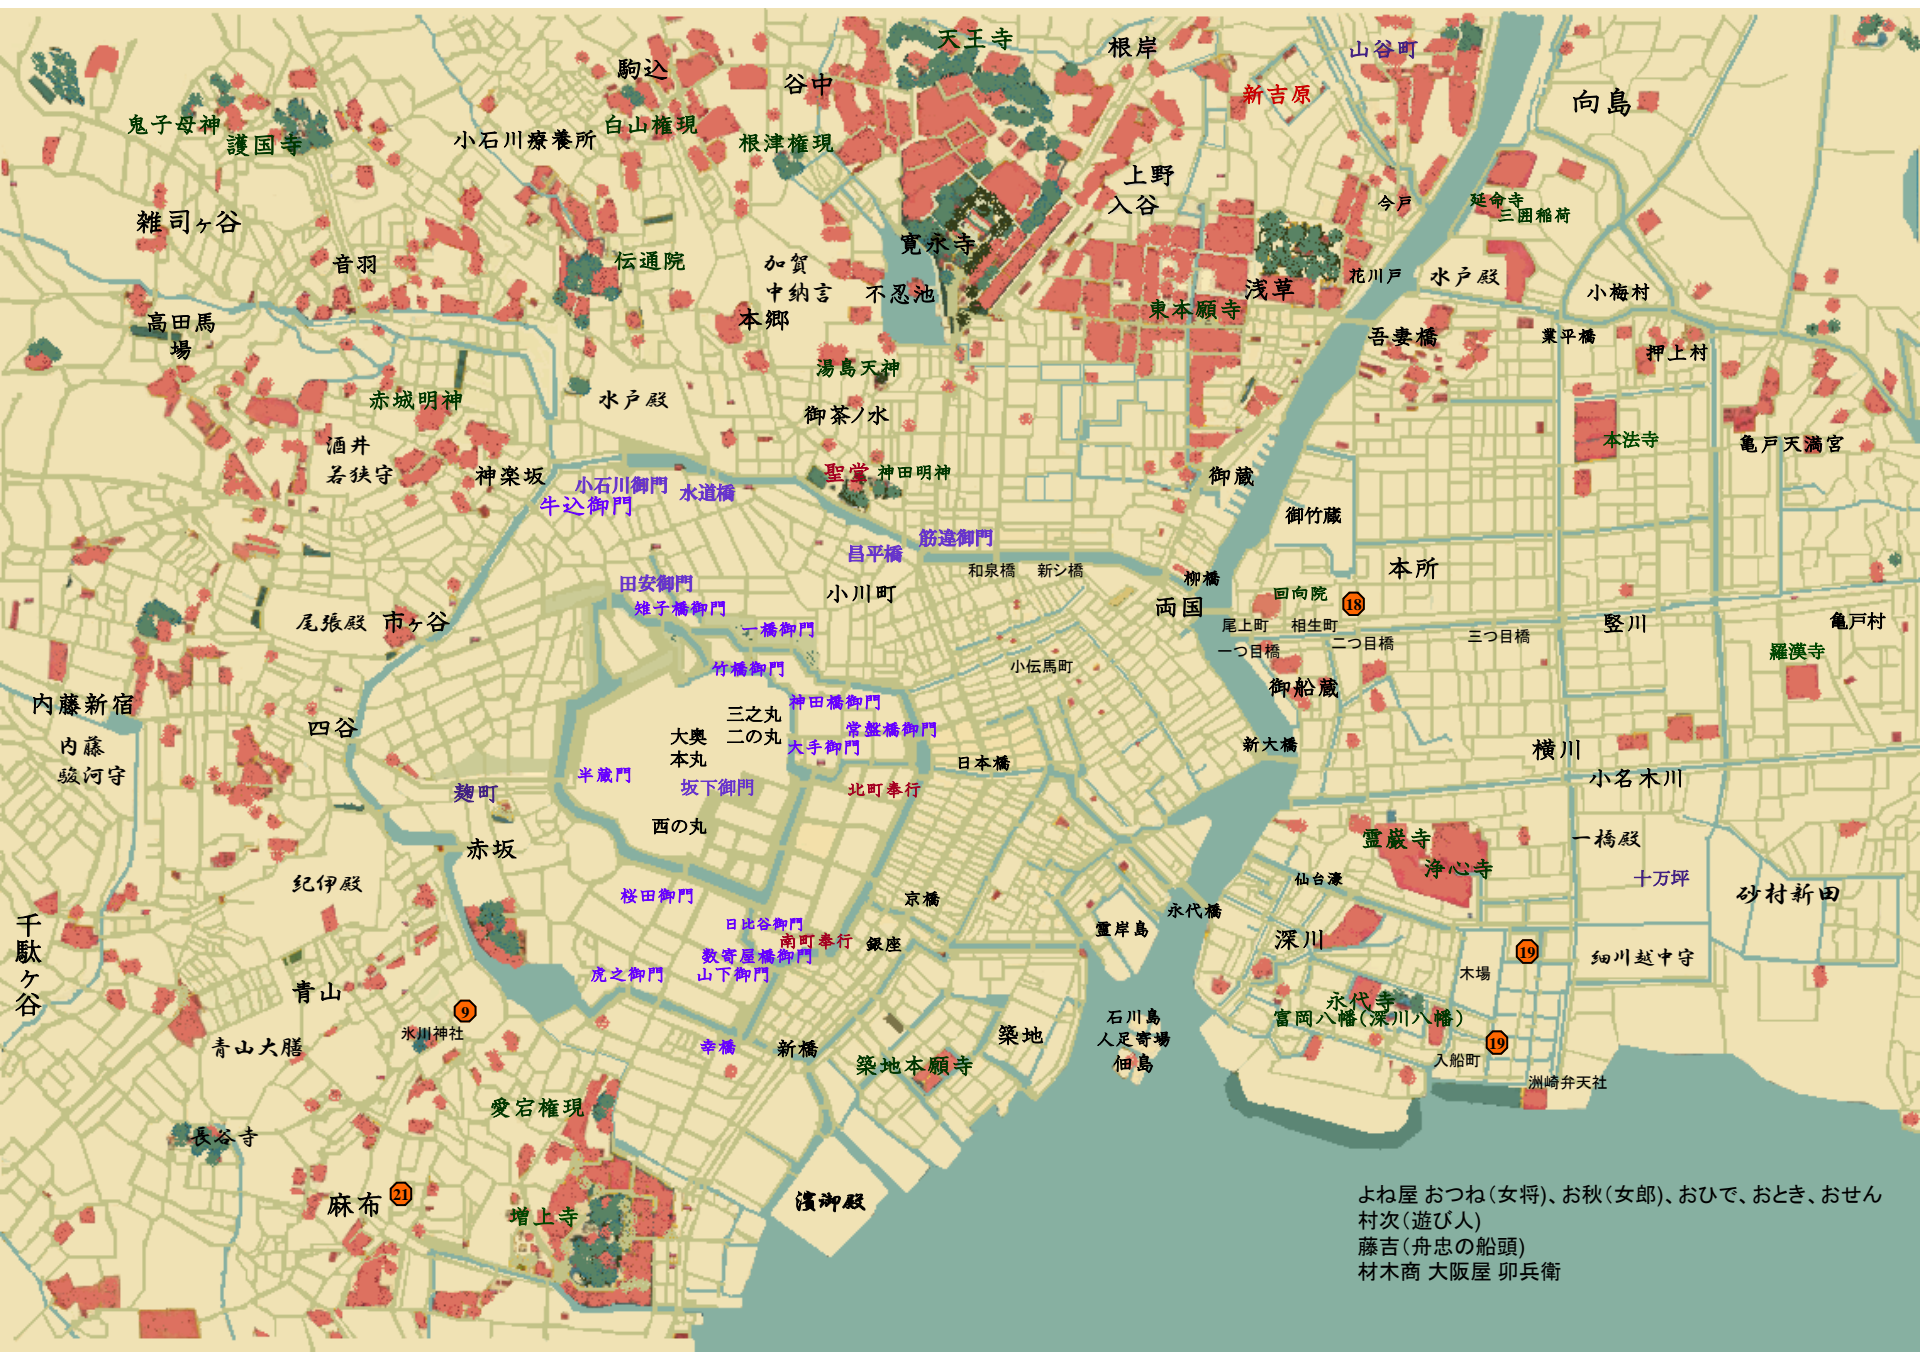 天王寺
根岸
山谷町
駒込
谷中
新吉原
向島
鬼子母神
護国寺
小石川療養所
白山権現
根津権現
上野
入谷
今戸
延命寺
三囲稲荷
雑司ヶ谷
音羽
伝通院
加賀
中納言
寛永寺
不忍池
浅草
花川戸
水戸殿
小梅村
高田馬
場
本郷
東本願寺
吾妻橋
業平橋
押上村
湯島天神
赤城明神
水戸殿
御茶ノ水
本法寺
亀戸天満宮
酒井
若狭守
神楽坂
小石川御門
水道橋
牛込御門
聖堂
神田明神
御蔵
御竹蔵
昌平橋
筋違御門
和泉橋
新シ橋
柳橋
本所
田安御門
雉子橋御門
小川町
両国
回向院
18
尾上町
相生町
一つ目橋
二つ目橋
三つ目橋
竪川
亀戸村
羅漢寺
尾張殿
市ヶ谷
一橋御門
竹橋御門
小伝馬町
御船蔵
内藤新宿
四谷
神田橋御門
三之丸
二の丸
大奥
本丸
常盤橋御門
大手御門
新大橋
内藤
駿河守
横川
小名木川
麹町
半蔵門
坂下御門
北町奉行
日本橋
西の丸
赤坂
霊巌寺
浄心寺
一橋殿
紀伊殿
桜田御門
京橋
仙台濠
十万坪
砂村新田
千駄ヶ谷
日比谷御門
南町奉行
銀座
数寄屋橋御門
虎之御門
山下御門
霊岸島
永代橋
深川
19
木場
細川越中守
青山
9
氷川神社
青山大膳
幸橋
新橋
築地
築地本願寺
石川島
人足寄場
佃島
永代寺
富岡八幡(深川八幡)
19
入船町
洲崎弁天社
愛宕権現
長谷寺
麻布
21
増上寺
濱御殿
よね屋 おつね(女将)、お秋(女郎)、おひで、おとき、おせん
村次(遊び人)
藤吉(舟忠の船頭)
材木商 大阪屋 卯兵衛